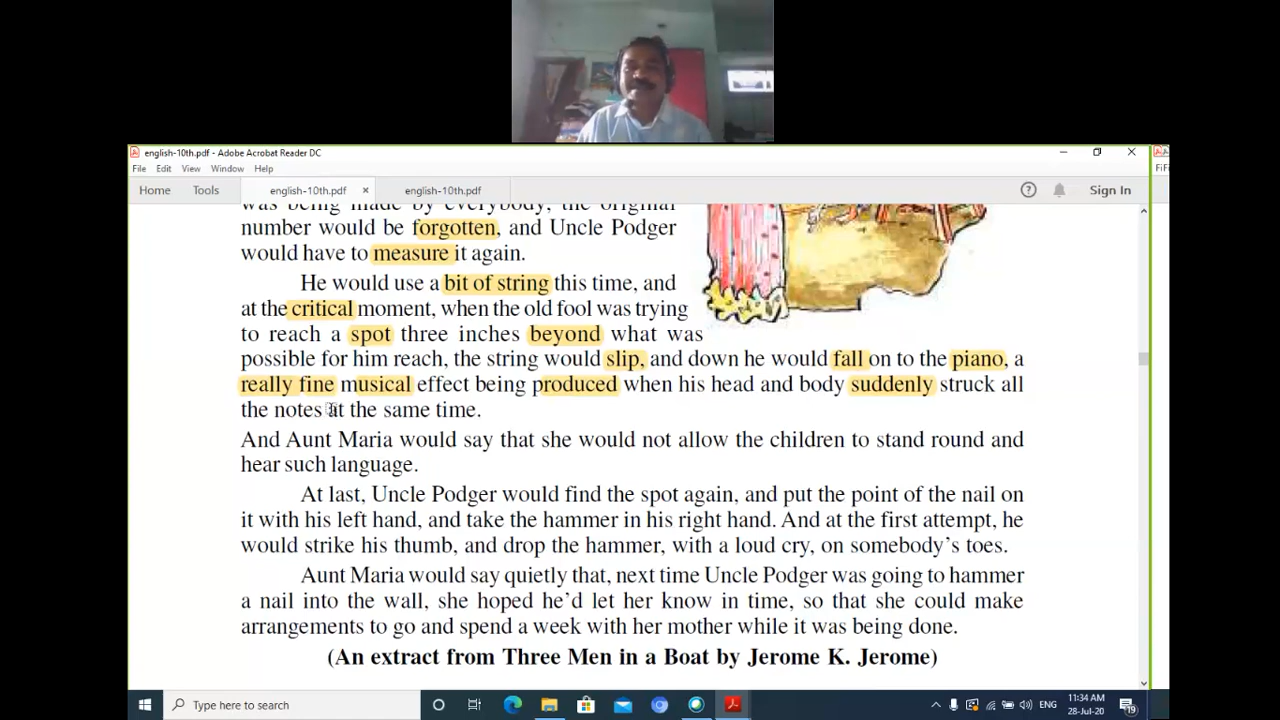 english-10th.pdf - Adobe Acrobat Reader DC
File Edit View Window Help
Home Tools english-10th.pdf × english-10th.pdf Sign In
was being made by everybody, the original
number would be forgotten, and Uncle Podger
would have to measure it again.
He would use a bit of string this time, and
at the critical moment, when the old fool was trying
to reach a spot three inches beyond what was
possible for him reach, the string would slip, and down he would fall on to the piano, a
really fine musical effect being produced when his head and body suddenly struck all
the notes at the same time.
And Aunt Maria would say that she would not allow the children to stand round and
hear such language.
At last, Uncle Podger would find the spot again, and put the point of the nail on
it with his left hand, and take the hammer in his right hand. And at the first attempt, he
would strike his thumb, and drop the hammer, with a loud cry, on somebody's toes.
Aunt Maria would say quietly that, next time Uncle Podger was going to hammer
a nail into the wall, she hoped he'd let her know in time, so that she could make
arrangements to go and spend a week with her mother while it was being done.
(An extract from Three Men in a Boat by Jerome K. Jerome)
Type here to search
ENG
11:34 AM
28-Jul-20
19